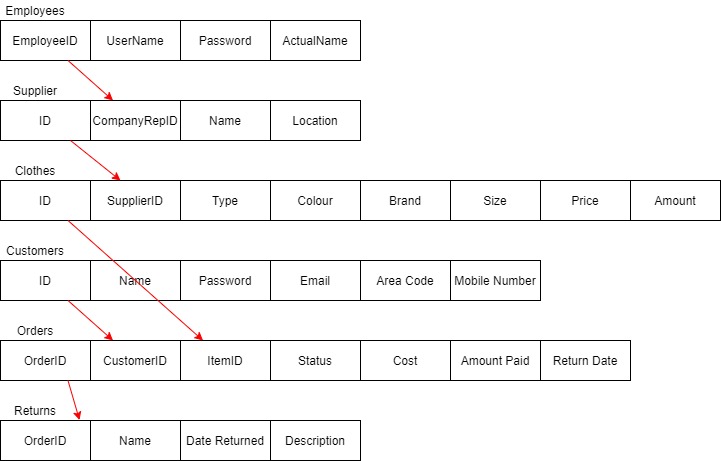 Employees
EmployeeID UserName Password ActualName
Supplier
ID CompanyRepID Name Location
Clothes
ID SupplierID Type Colour Brand Size Price Amount
Customers
ID Name Password Email Area Code Mobile Number
Orders
OrderID CustomerID ItemID Status Cost Amount Paid Return Date
Returns
OrderID Name Date Returned Description